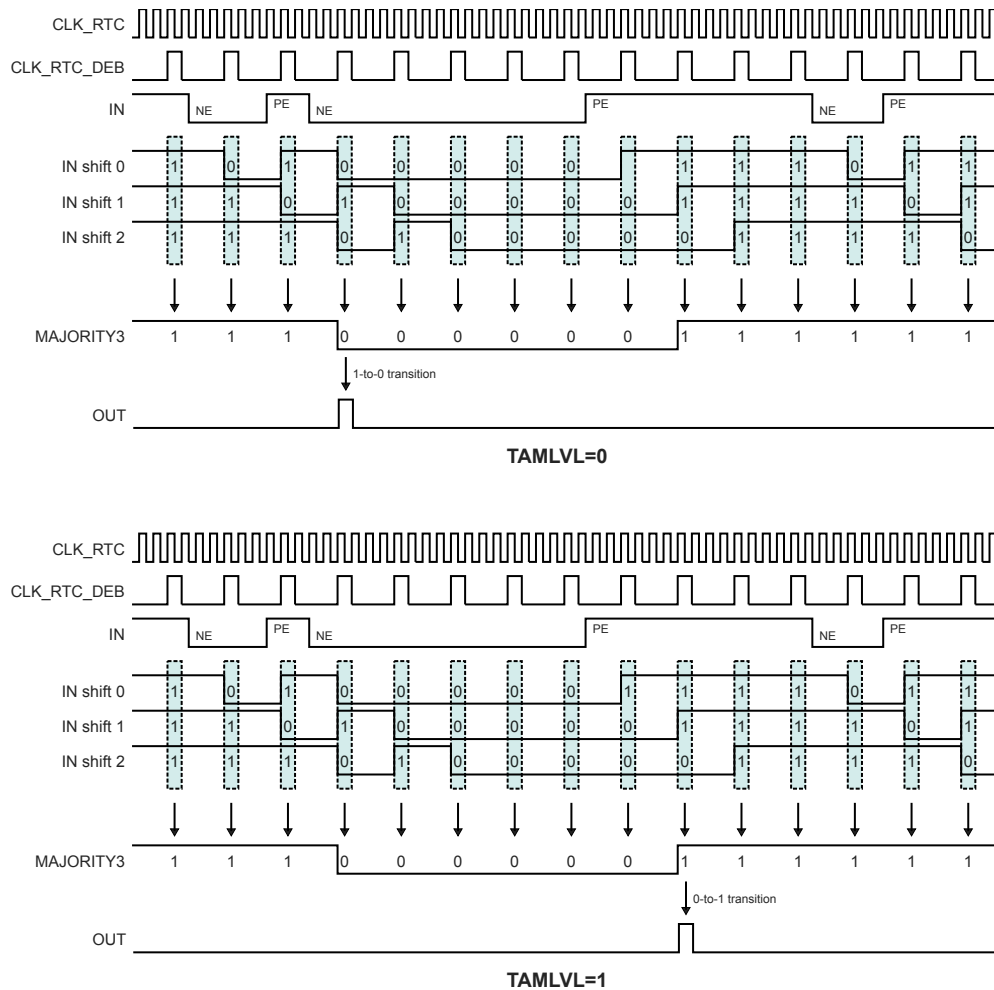 CLK_RTC
CLK_RTC_DEB
IN NE PE NE PE NE PE
IN shift 0 1 0 1 0 0 0 0 0 1 1 1 0 1 1
IN shift 1 1 1 0 1 0 0 0 0 0 1 1 1 1 0 1
IN shift 2 1 1 1 0 1 0 0 0 0 0 1 1 1 1 0
MAJORITY3 1 1 1 0 0 0 0 0 0 1 1 1 1 1 1
1-to-0 transition
OUT
TAMLVL=0
CLK_RTC
CLK_RTC_DEB
IN NE PE NE PE NE PE
IN shift 0 1 0 1 0 0 0 0 0 1 1 1 1 0 1 1
IN shift 1 1 1 0 1 0 0 0 0 0 1 1 1 1 0 1
IN shift 2 1 1 1 0 1 0 0 0 0 0 1 1 1 1 0
MAJORITY3 1 1 1 0 0 0 0 0 0 1 1 1 1 1 1
0-to-1 transition
OUT
TAMLVL=1